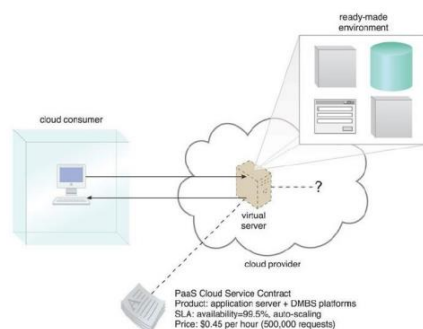 ready-made
environment
cloud consumer
?
virtual
server
cloud provider
PaaS Cloud Service Contract
Product: application server + DMBS platforms
SLA: availability=99.5%, auto-scaling
Price: $0.45 per hour (500,000 requests)